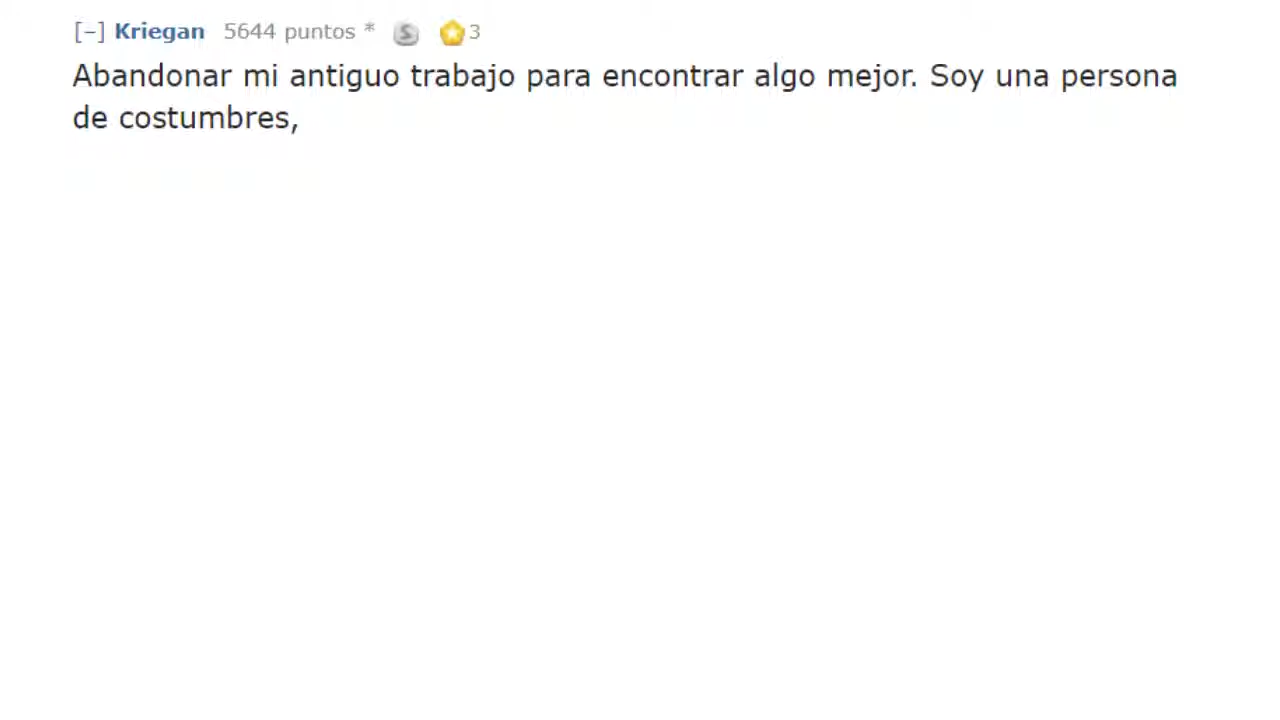 [−] Kriegan 5644 puntos * S 3
Abandonar mi antiguo trabajo para encontrar algo mejor. Soy una persona
de costumbres,